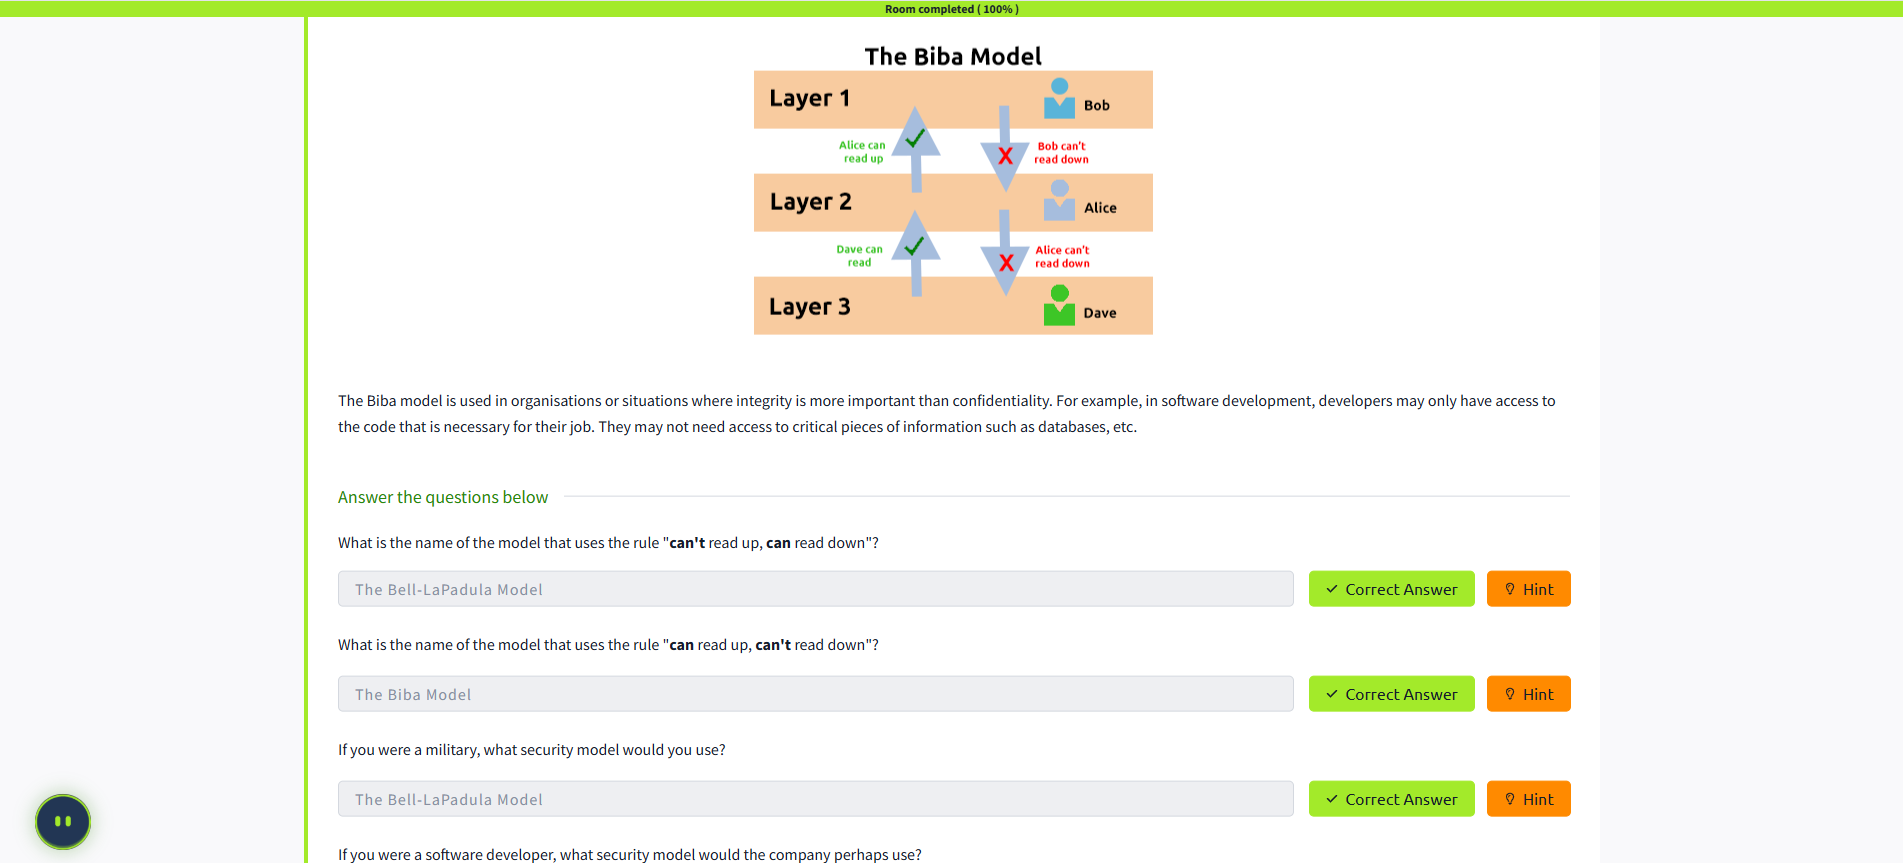 Room completed ( 100% )
The Biba Model
Layer 1
Bob
Alice can
read up
X
Bob can't
read down
Layer 2
Alice
Dave can
read
X
Alice can't
read down
Layer 3
Dave
The Biba model is used in organisations or situations where integrity is more important than confidentiality. For example, in software development, developers may only have access to
the code that is necessary for their job. They may not need access to critical pieces of information such as databases, etc.
Answer the questions below
What is the name of the model that uses the rule "can't read up, can read down"?
The Bell-LaPadula Model
Correct Answer
Hint
What is the name of the model that uses the rule "can read up, can't read down"?
The Biba Model
Correct Answer
Hint
If you were a military, what security model would you use?
The Bell-LaPadula Model
Correct Answer
Hint
If you were a software developer, what security model would the company perhaps use?